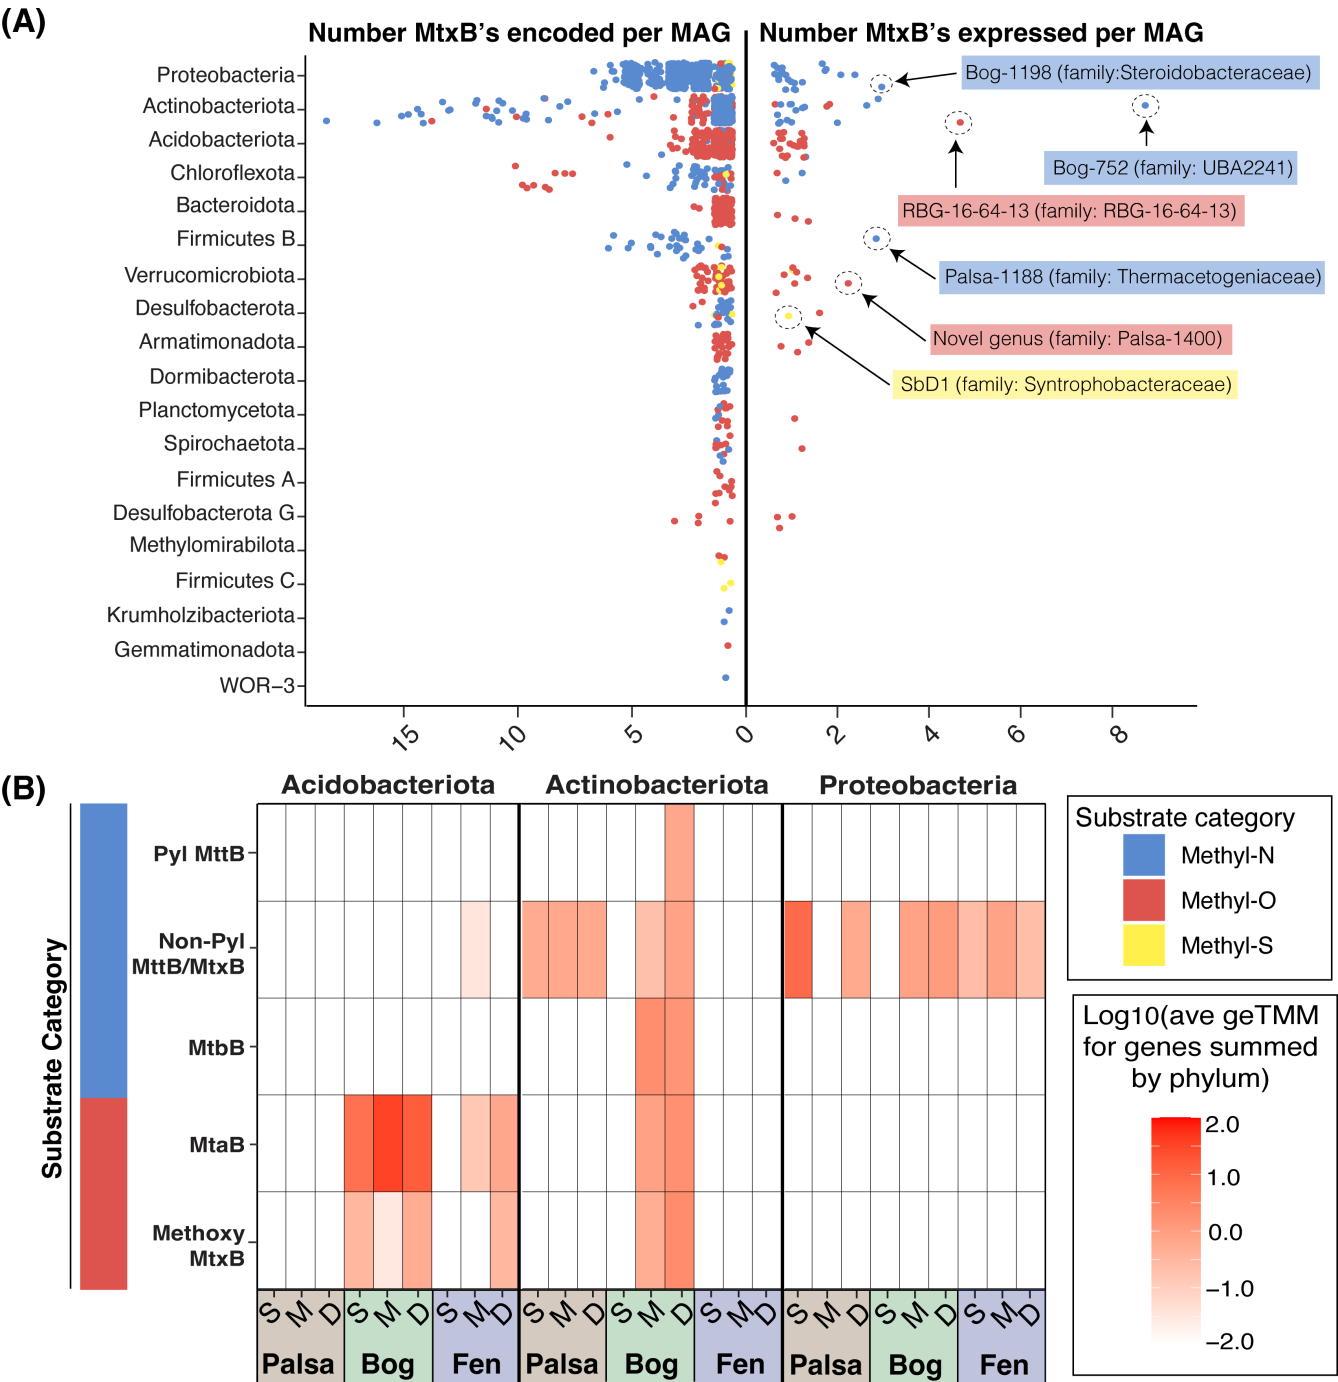 (A)
Number MtxB's encoded per MAG
Number MtxB's expressed per MAG
Proteobacteria
Actinobacteriota
Acidobacteriota
Chloroflexota
Bacteroidota
Firmicutes B
Verrucomicrobiota
Desulfobacterota
Armatimonadota
Dormibacterota
Planctomycetota
Spirochaetota
Firmicutes A
Desulfobacterota G
Methylomirabilota
Firmicutes C
Krumholzibacteriota
Gemmatimonadota
WOR−3
Bog-1198 (family:Steroidobacteraceae)
Bog-752 (family: UBA2241)
RBG-16-64-13 (family: RBG-16-64-13)
Palsa-1188 (family: Thermacetogeniaceae)
Novel genus (family: Palsa-1400)
SbD1 (family: Syntrophobacteraceae)
15 10 5 0 2 4 6 8
(B)
Acidobacteriota Actinobacteriota Proteobacteria
Substrate Category
Pyl MttB
Non-Pyl
MttB/MtxB
MtbB
MtaB
Methoxy
MtxB
S M D S M D S M D S M D S M D S M D S M D S M D S M D
Palsa Bog Fen Palsa Bog Fen Palsa Bog Fen
Substrate category
Methyl-N
Methyl-O
Methyl-S
Log10(ave geTMM
for genes summed
by phylum)
2.0
1.0
0.0
−1.0
−2.0